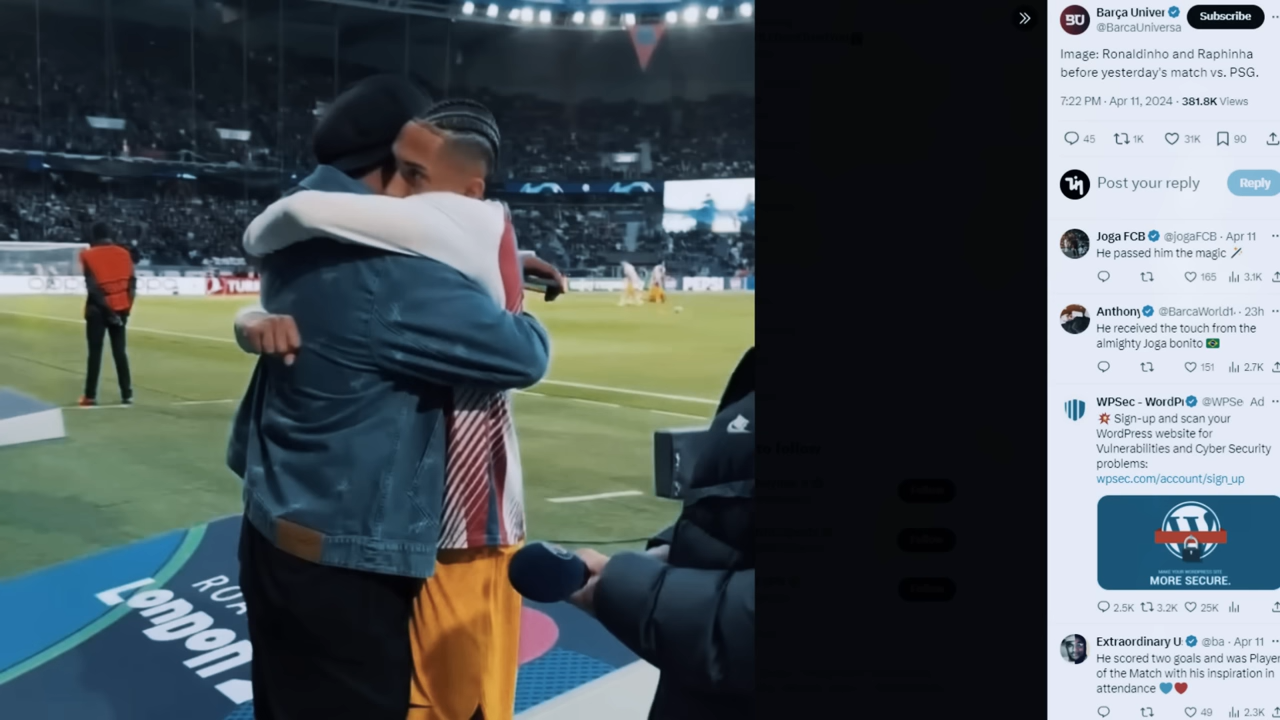 Barça Univer
Subscribe
@BarcaUniversa
Image: Ronaldinho and Raphinha
before yesterday's match vs. PSG.
7:22 PM · Apr 11, 2024 · 381.8K Views
45
1K
31K
90
Post your reply
Reply
Joga FCB @jogaFCB · Apr 11
He passed him the magic
165
3.1K
Anthony @BarcaWorld1 · 23h
He received the touch from the
almighty Joga bonito
151
2.7K
WPSec - WordPr @WPSe Ad
Sign-up and scan your
WordPress website for
Vulnerabilities and Cyber Security
problems:
wpsec.com/account/sign_up
MAKE YOUR WORDPRESS SITE
MORE SECURE.
2.5K
3.2K
25K
Extraordinary U @ba · Apr 11
He scored two goals and was Player
of the Match with his inspiration in
attendance
49
2.3K
LONDON